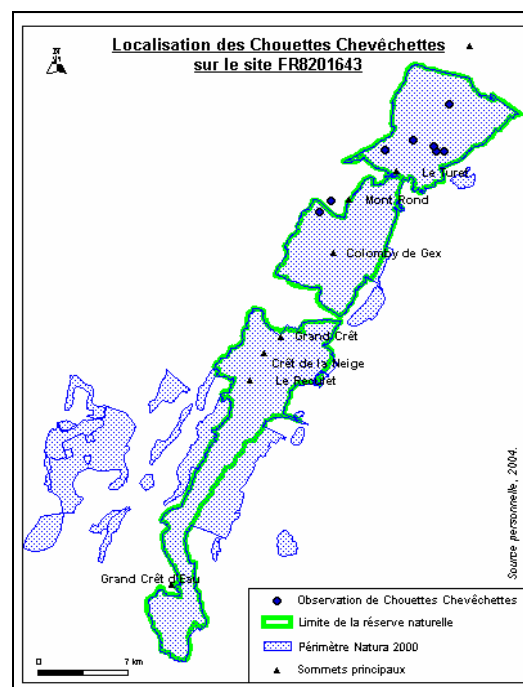 Localisation des Chouettes Chevêchettes
sur le site FR8201643
N
Le Turet
Mont Rond
Colomby de Gex
Grand Crêt
Crêt de la Neige
Le Reculet
Grand Crêt d'Eau
Source personnelle, 2004.
Observation de Chouettes Chevêchettes
Limite de la réserve naturelle
Périmètre Natura 2000
Sommets principaux
0 7 km